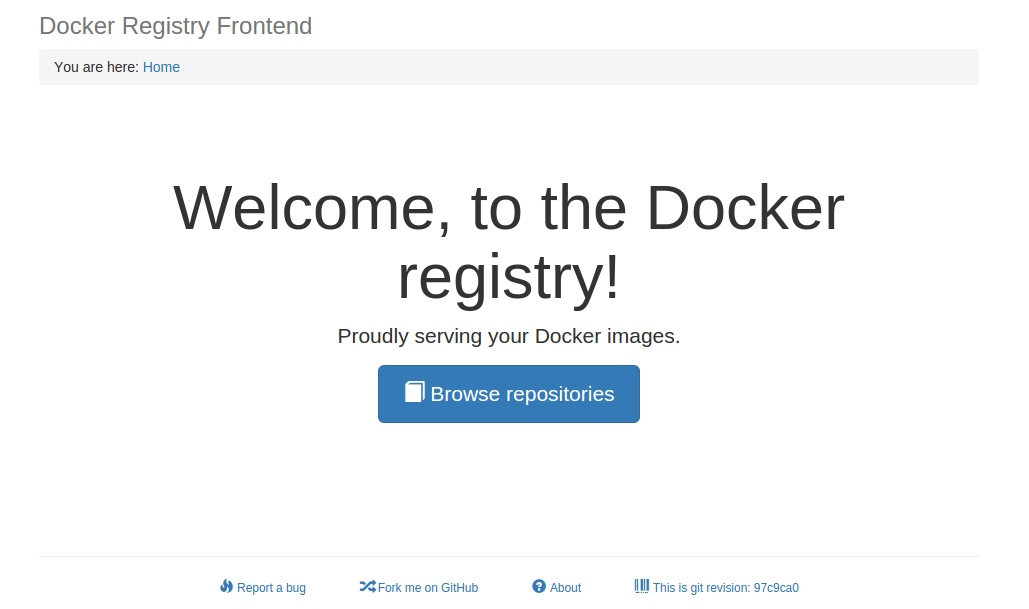 Docker Registry Frontend
You are here: Home
Welcome, to the Docker
registry!
Proudly serving your Docker images.
Browse repositories
Report a bug
Fork me on GitHub
About
This is git revision: 97c9ca0